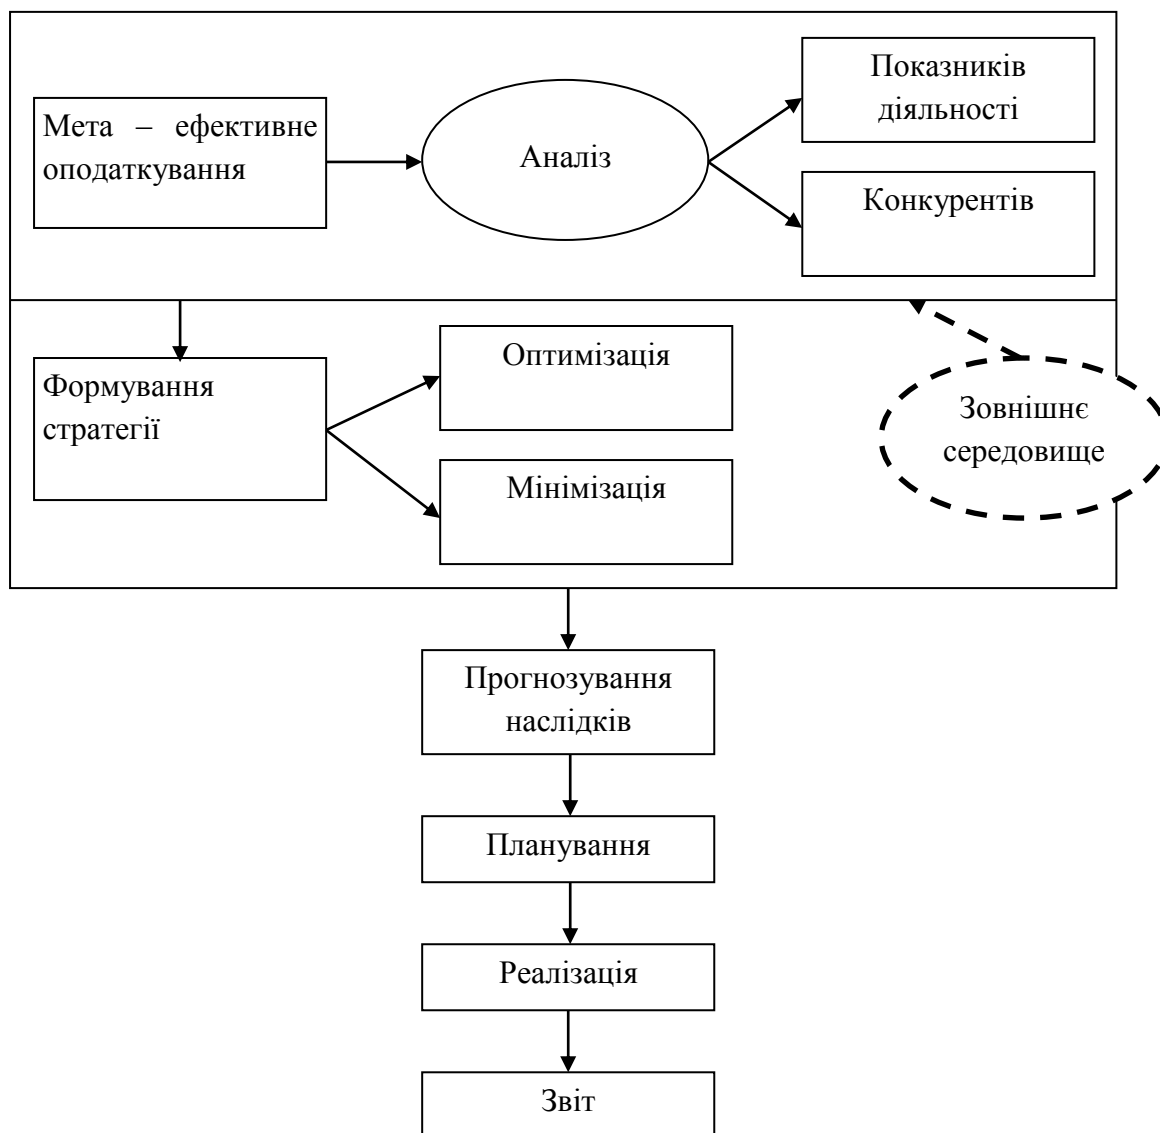 Показників
діяльності
Мета – ефективне
оподаткування
Аналіз
Конкурентів
Формування
стратегії
Оптимізація
Мінімізація
Зовнішнє
середовище
Прогнозування
наслідків
Планування
Реалізація
Звіт